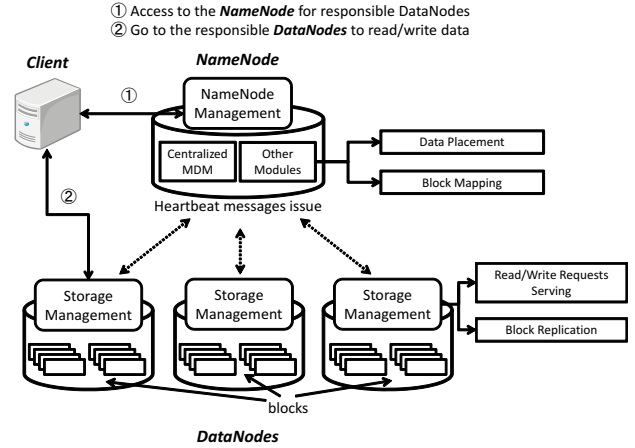 ① Access to the NameNode for responsible DataNodes
② Go to the responsible DataNodes to read/write data
Client
NameNode
①
NameNode
Management
Centralized
MDM
Other
Modules
Data Placement
Block Mapping
②
Heartbeat messages issue
Storage
Management
Storage
Management
Storage
Management
Read/Write Requests
Serving
Block Replication
blocks
DataNodes